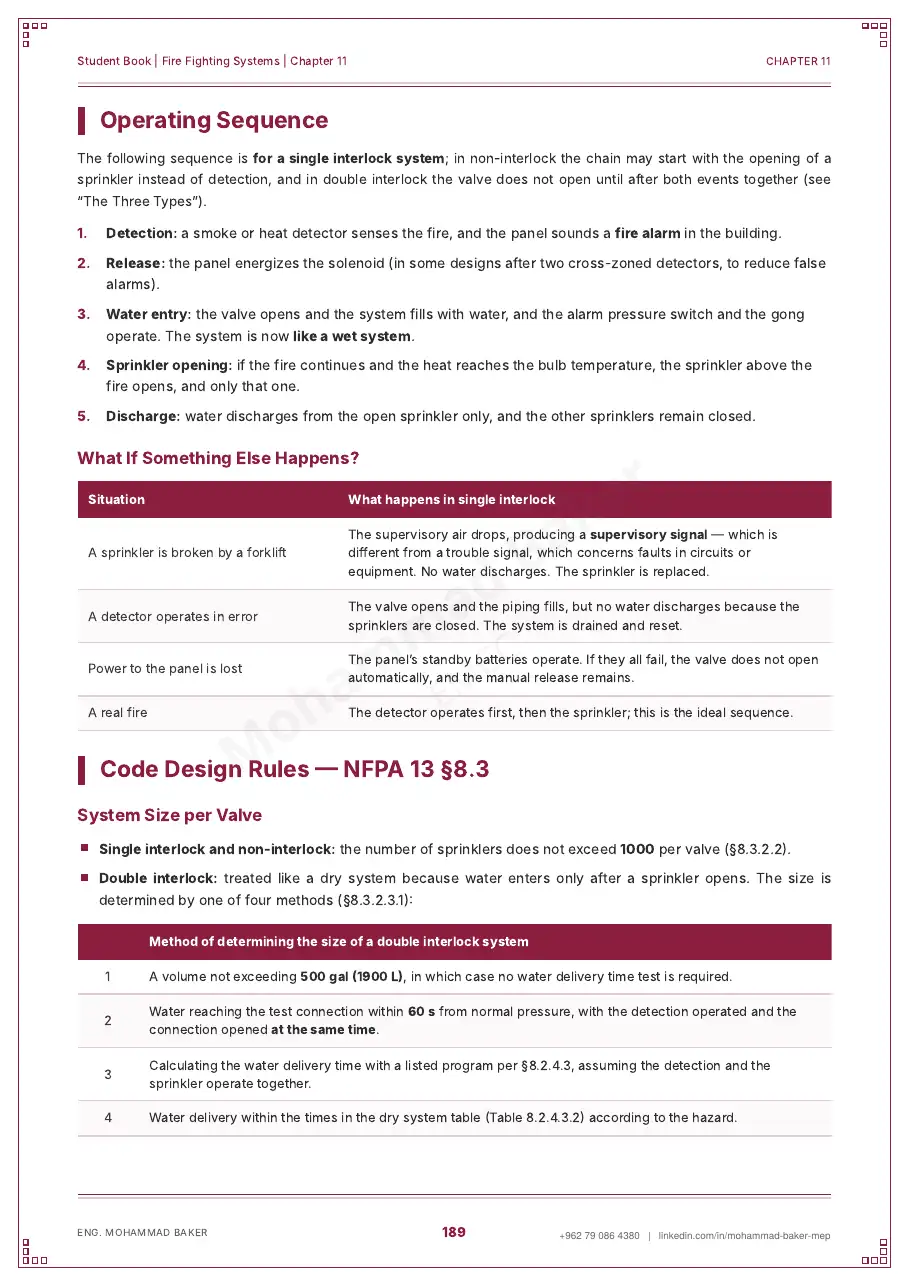 Student Book | Fire Fighting Systems | Chapter 11
CHAPTER 11
Operating Sequence
The following sequence is for a single interlock system; in non-interlock the chain may start with the opening of a
sprinkler instead of detection, and in double interlock the valve does not open until after both events together (see
“The Three Types”).
1. Detection: a smoke or heat detector senses the fire, and the panel sounds a fire alarm in the building.
2. Release: the panel energizes the solenoid (in some designs after two cross-zoned detectors, to reduce false
alarms).
3. Water entry: the valve opens and the system fills with water, and the alarm pressure switch and the gong
operate. The system is now like a wet system.
4. Sprinkler opening: if the fire continues and the heat reaches the bulb temperature, the sprinkler above the
fire opens, and only that one.
5. Discharge: water discharges from the open sprinkler only, and the other sprinklers remain closed.
What If Something Else Happens?
Situation
What happens in single interlock
A sprinkler is broken by a forklift
The supervisory air drops, producing a supervisory signal — which is
different from a trouble signal, which concerns faults in circuits or
equipment. No water discharges. The sprinkler is replaced.
A detector operates in error
The valve opens and the piping fills, but no water discharges because the
sprinklers are closed. The system is drained and reset.
Power to the panel is lost
The panel’s standby batteries operate. If they all fail, the valve does not open
automatically, and the manual release remains.
A real fire
The detector operates first, then the sprinkler; this is the ideal sequence.
Code Design Rules — NFPA 13 §8.3
System Size per Valve
Single interlock and non-interlock: the number of sprinklers does not exceed 1000 per valve (§8.3.2.2).
Double interlock: treated like a dry system because water enters only after a sprinkler opens. The size is
determined by one of four methods (§8.3.2.3.1):
Method of determining the size of a double interlock system
1 A volume not exceeding 500 gal (1900 L), in which case no water delivery time test is required.
2 Water reaching the test connection within 60 s from normal pressure, with the detection operated and the
connection opened at the same time.
3 Calculating the water delivery time with a listed program per §8.2.4.3, assuming the detection and the
sprinkler operate together.
4 Water delivery within the times in the dry system table (Table 8.2.4.3.2) according to the hazard.
ENG. MOHAMMAD BAKER
189
+962 79 086 4380 | linkedin.com/in/mohammad-baker-mep